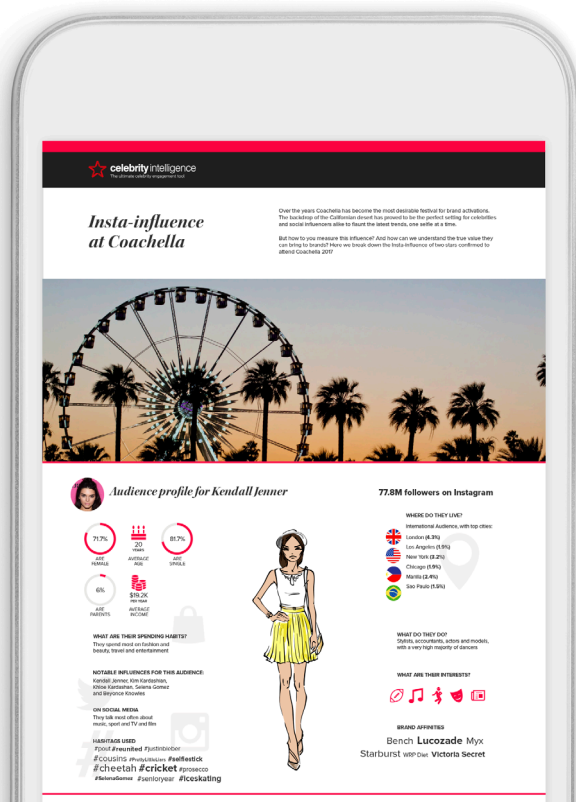 celebrity intelligence
The ultimate celebrity engagement tool
Insta-influence
at Coachella
Over the years Coachella has become the most desirable festival for brand activations.
The backdrop of the Californian desert has proved to be the perfect setting for celebrities
and social influencers alike to flaunt the latest trends, one selfie at a time.
But how to you measure this influence? And how can we understand the true value they
can bring to brands? Here we break down the Insta-influence of two stars confirmed to
attend Coachella 2017
Audience profile for Kendall Jenner
77.8M followers on Instagram
71.7%
ARE
FEMALE
20
YEARS
AVERAGE
AGE
81.7%
ARE
SINGLE
6%
ARE
PARENTS
$19.2K
PER YEAR
AVERAGE
INCOME
WHERE DO THEY LIVE?
International Audience, with top cities:
London (4.3%)
Los Angeles (1.9%)
New York (2.2%)
Chicago (1.9%)
Manila (2.4%)
Sao Paulo (1.5%)
WHAT ARE THEIR SPENDING HABITS?
They spend most on fashion and
beauty, travel and entertainment
NOTABLE INFLUENCES FOR THIS AUDIENCE:
Kendall Jenner, Kim Kardashian,
Khloe Kardashan, Selena Gomez
and Beyonce Knowles
ON SOCIAL MEDIA
They talk most often about
music, sport and TV and film
HASHTAGS USED
#pout #reunited #justinbieber
#cousins #PrettyLittleLiars #selfiestick
#cheetah #cricket #prosecco
#SelenaGomez #senioryear #iceskating
WHAT DO THEY DO?
Stylists, accountants, actors and models,
with a very high majority of dancers
WHAT ARE THEIR INTERESTS?
BRAND AFFINITIES
Bench Lucozade Myx
Starburst WRP Diet Victoria Secret